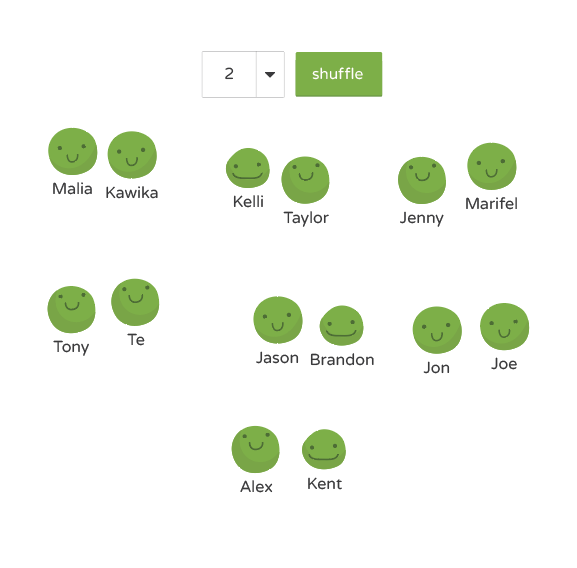 2
shuffle
Malia
Kawika
Kelli
Taylor
Jenny
Marifel
Tony
Te
Jason
Brandon
Jon
Joe
Alex
Kent